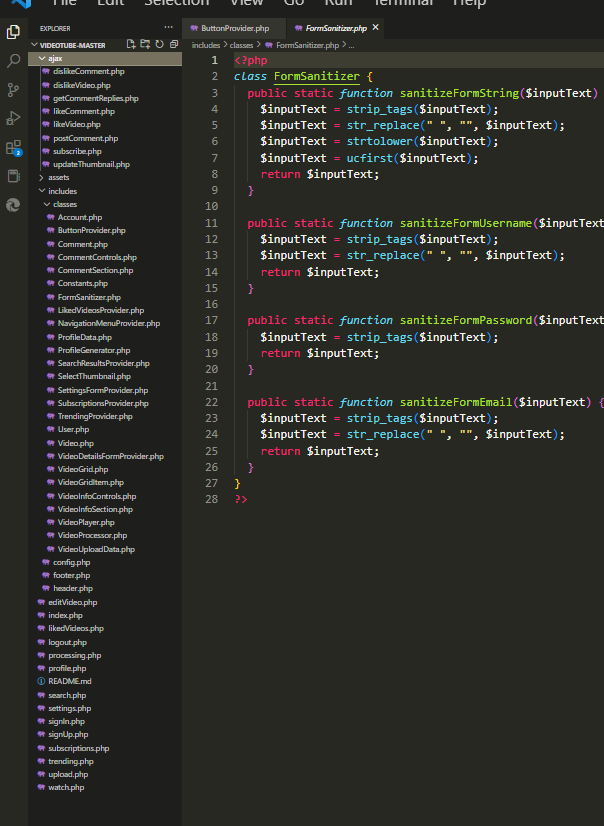 File Edit Selection View Go Run Terminal Help
EXPLORER ...
VIDEOTUBE-MASTER
ajax
dislikeComment.php
dislikeVideo.php
getCommentReplies.php
likeComment.php
likeVideo.php
postComment.php
subscribe.php
updateThumbnail.php
assets
includes
classes
Account.php
ButtonProvider.php
Comment.php
CommentControls.php
CommentSection.php
Constants.php
FormSanitizer.php
LikedVideosProvider.php
NavigationMenuProvider.php
ProfileData.php
ProfileGenerator.php
SearchResultsProvider.php
SelectThumbnail.php
SettingsFormProvider.php
SubscriptionsProvider.php
TrendingProvider.php
User.php
Video.php
VideoDetailsFormProvider.php
VideoGrid.php
VideoGridItem.php
VideoInfoControls.php
VideoInfoSection.php
VideoPlayer.php
VideoProcessor.php
VideoUploadData.php
config.php
footer.php
header.php
editVideo.php
index.php
likedVideos.php
logout.php
processing.php
profile.php
README.md
search.php
settings.php
signIn.php
signUp.php
subscriptions.php
trending.php
upload.php
watch.php
2
ButtonProvider.php FormSanitizer.php
includes > classes > FormSanitizer.php > ...
1 <?php
2 class FormSanitizer {
3 public static function sanitizeFormString($inputText)
4 $inputText = strip_tags($inputText);
5 $inputText = str_replace(" ", "", $inputText);
6 $inputText = strtolower($inputText);
7 $inputText = ucfirst($inputText);
8 return $inputText;
9 }
10
11 public static function sanitizeFormUsername($inputText
12 $inputText = strip_tags($inputText);
13 $inputText = str_replace(" ", "", $inputText);
14 return $inputText;
15 }
16
17 public static function sanitizeFormPassword($inputText
18 $inputText = strip_tags($inputText);
19 return $inputText;
20 }
21
22 public static function sanitizeFormEmail($inputText) {
23 $inputText = strip_tags($inputText);
24 $inputText = str_replace(" ", "", $inputText);
25 return $inputText;
26 }
27 }
28 ?>